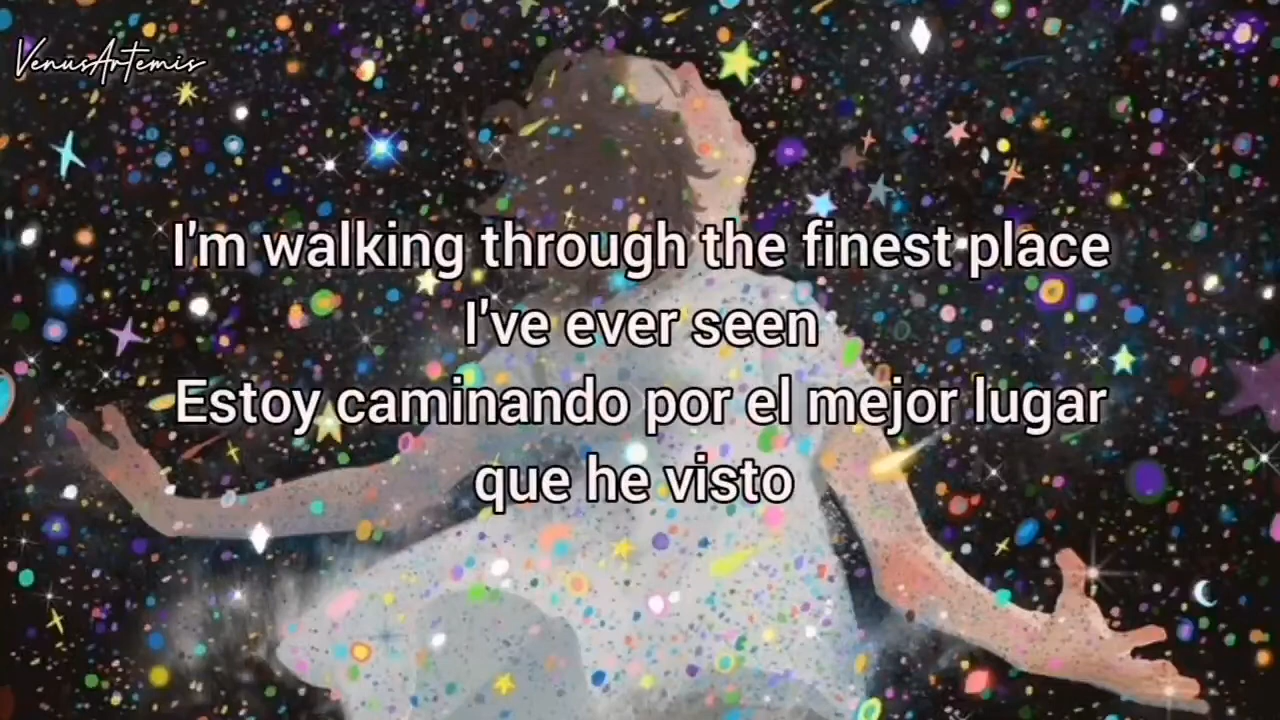 VenusArtemis
I'm walking through the finest place
I've ever seen
Estoy caminando por el mejor lugar
que he visto